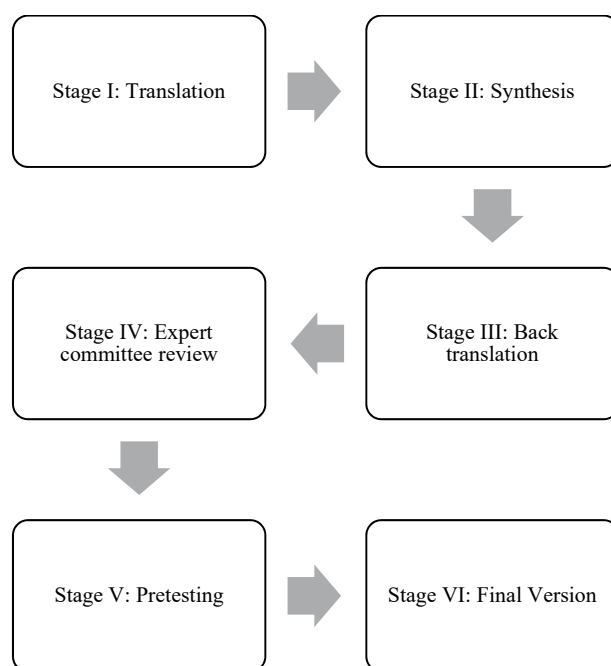 Stage I: Translation
Stage II: Synthesis
Stage III: Back
translation
Stage IV: Expert
committee review
Stage V: Pretesting
Stage VI: Final Version